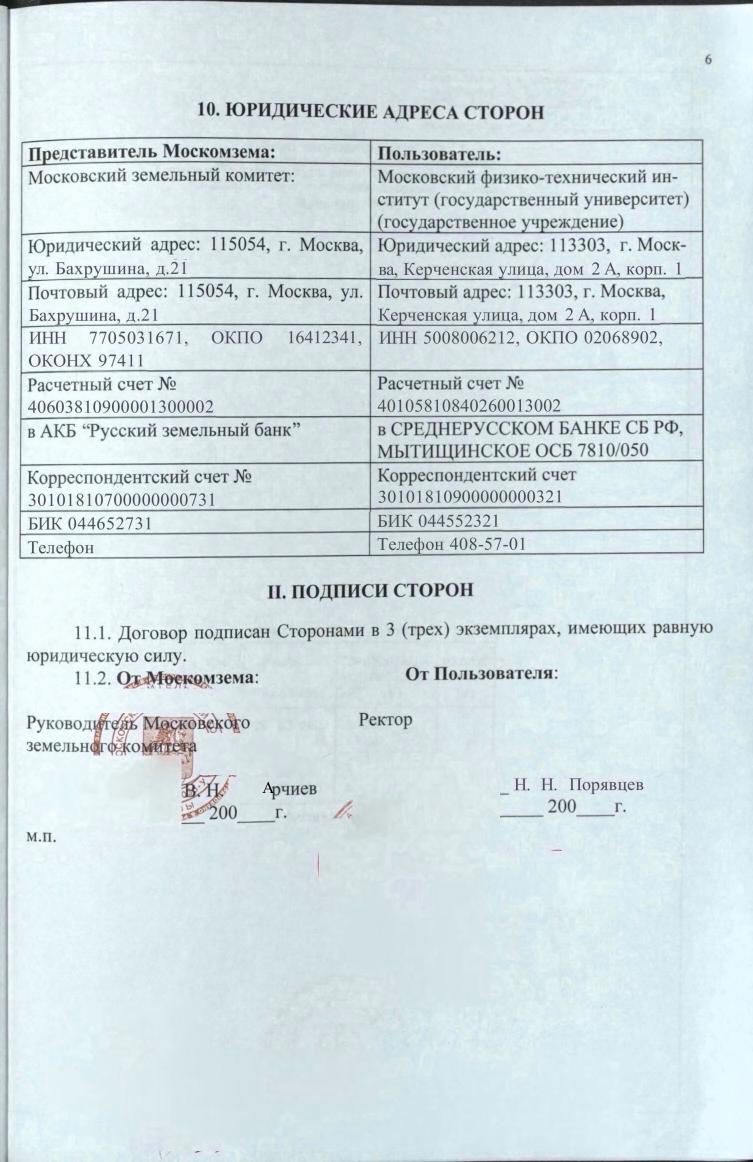 6
10. ЮРИДИЧЕСКИЕ АДРЕСА СТОРОН
Представитель Москомзема:
Пользователь:
Московский земельный комитет:
Московский физико-технический ин-
ститут (государственный университет)
(государственное учреждение)
Юридический адрес: 115054, г. Москва,
ул. Бахрушина, д.21
Юридический адрес: 113303, г. Моск-
ва, Керченская улица, дом 2 А, корп. 1
Почтовый адрес: 115054, г. Москва, ул.
Бахрушина, д.21
Почтовый адрес: 113303, г. Москва,
Керченская улица, дом 2 А, корп. 1
ИНН 7705031671, ОКПО 16412341,
ОКОНХ 97411
ИНН 5008006212, ОКПО 02068902,
Расчетный счет №
40603810900001300002
Расчетный счет №
40105810840260013002
в АКБ “Русский земельный банк”
в СРЕДНЕРУССКОМ БАНКЕ СБ РФ,
МЫТИЩИНСКОЕ ОСБ 7810/050
Корреспондентский счет №
30101810700000000731
Корреспондентский счет
30101810900000000321
БИК 044652731
БИК 044552321
Телефон
Телефон 408-57-01
II. ПОДПИСИ СТОРОН
11.1. Договор подписан Сторонами в 3 (трех) экземплярах, имеющих равную
юридическую силу.
11.2. От Москомзема:
От Пользователя:
Руководитель Московского
земельного комитета
Ректор
В. Н. Арчиев
__ 200____г.
_ Н. Н. Порявцев
____ 200____г.
м.п.